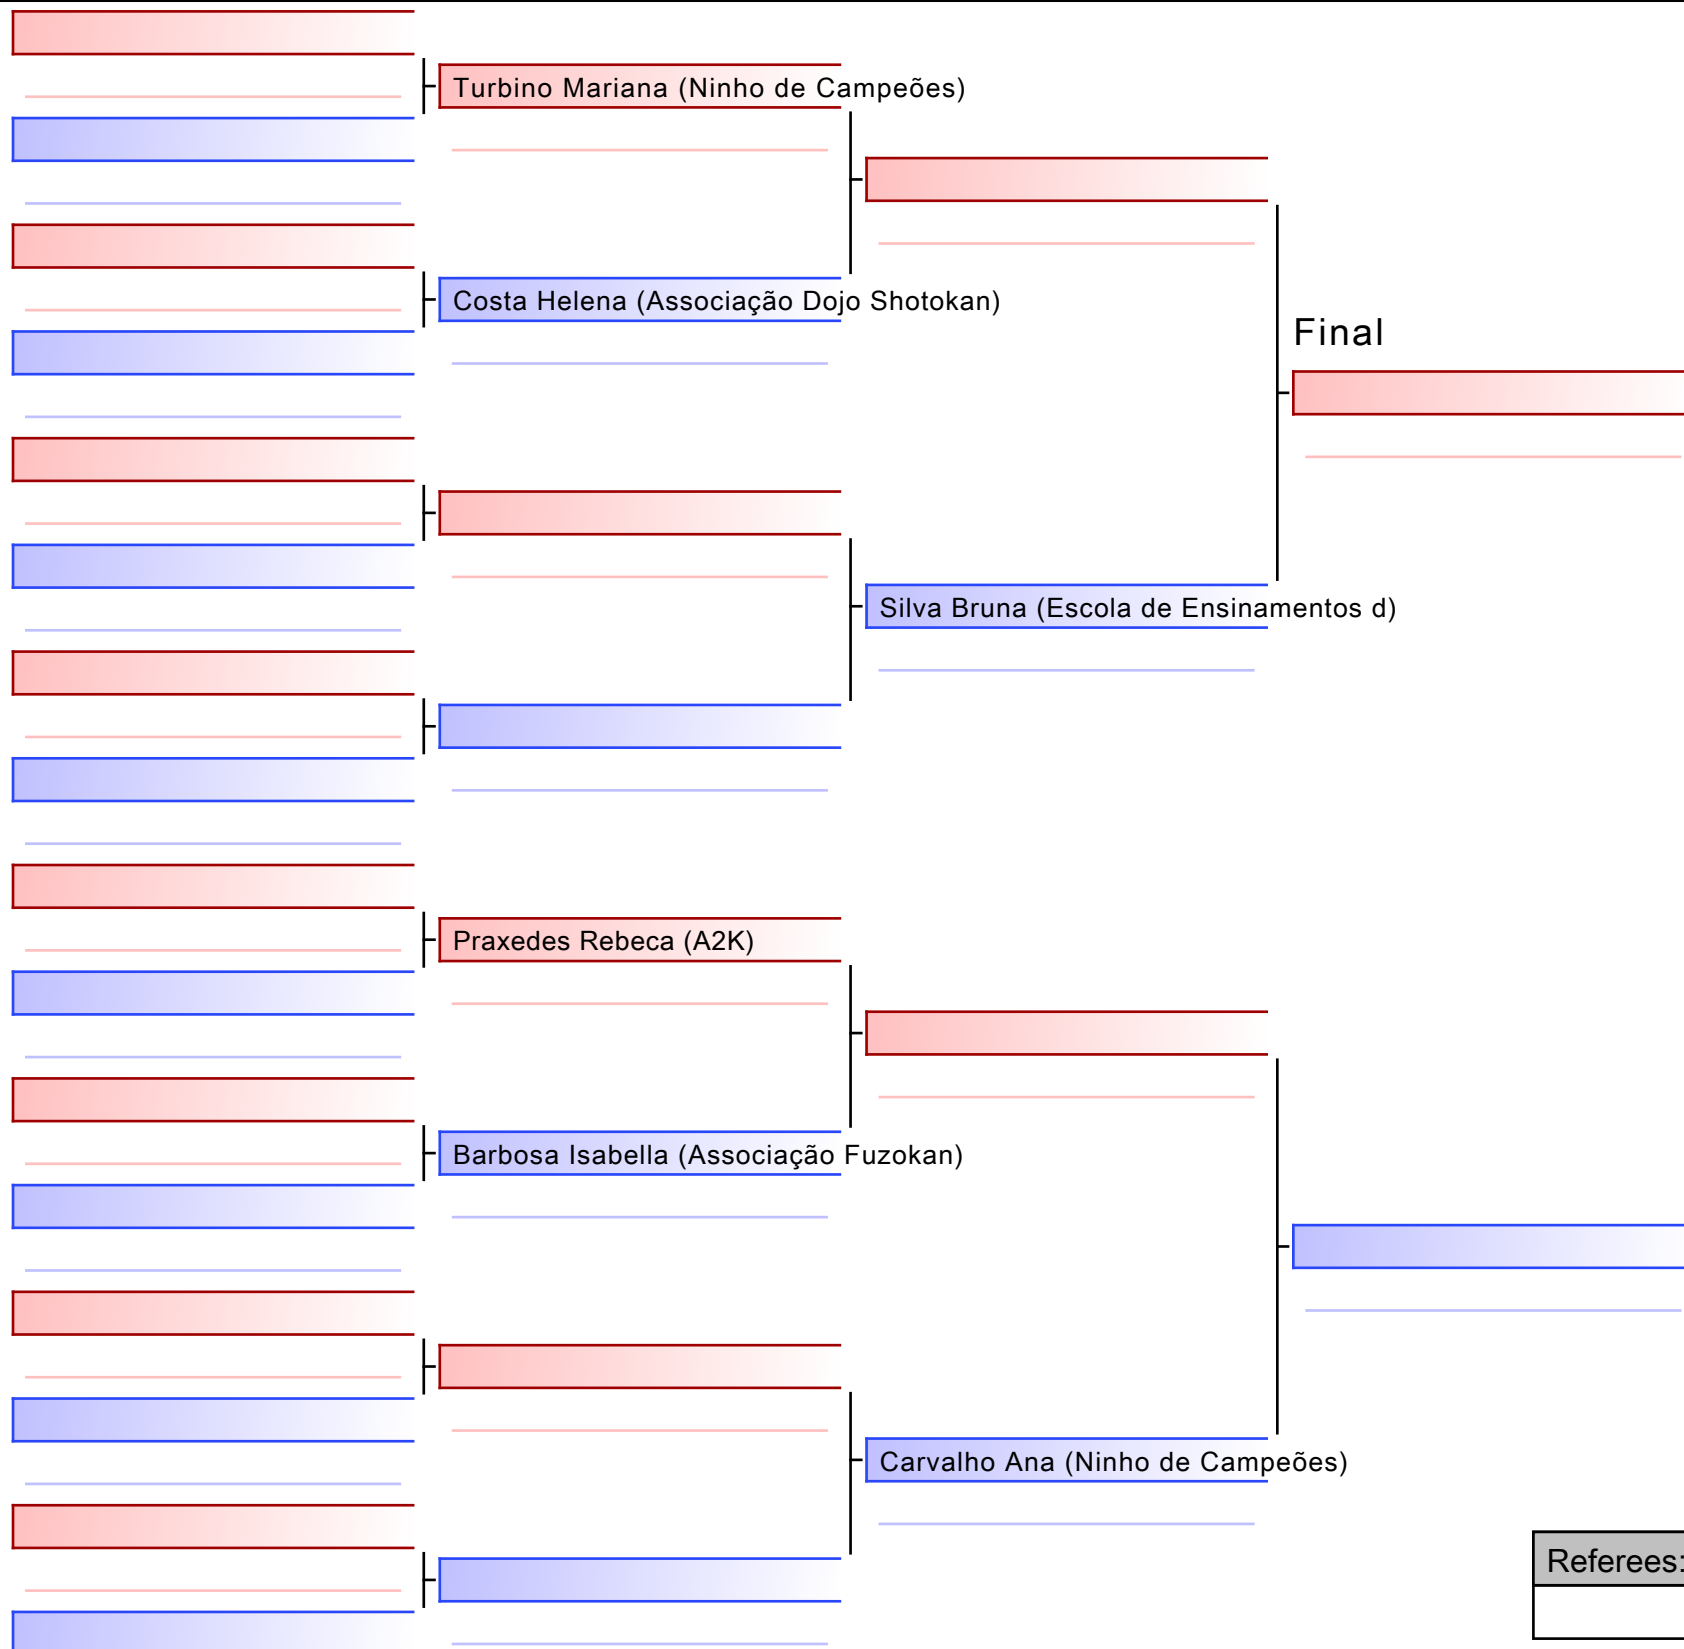 Turbino Mariana (Ninho de Campeões)
Costa Helena (Associação Dojo Shotokan)
Final
Silva Bruna (Escola de Ensinamentos d)
Praxedes Rebeca (A2K)
Barbosa Isabella (Associação Fuzokan)
Carvalho Ana (Ninho de Campeões)
Referees: